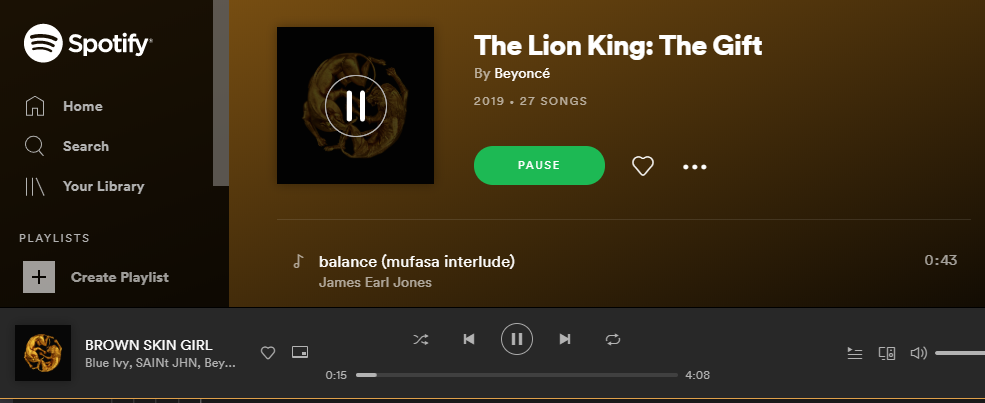 Spotify®
Home
Search
Your Library
PLAYLISTS
Create Playlist
The Lion King: The Gift
By Beyoncé
2019 • 27 SONGS
PAUSE
balance (mufasa interlude)
0:43
James Earl Jones
BROWN SKIN GIRL
Blue Ivy, SAINt JHN, Bey...
0:15
4:08